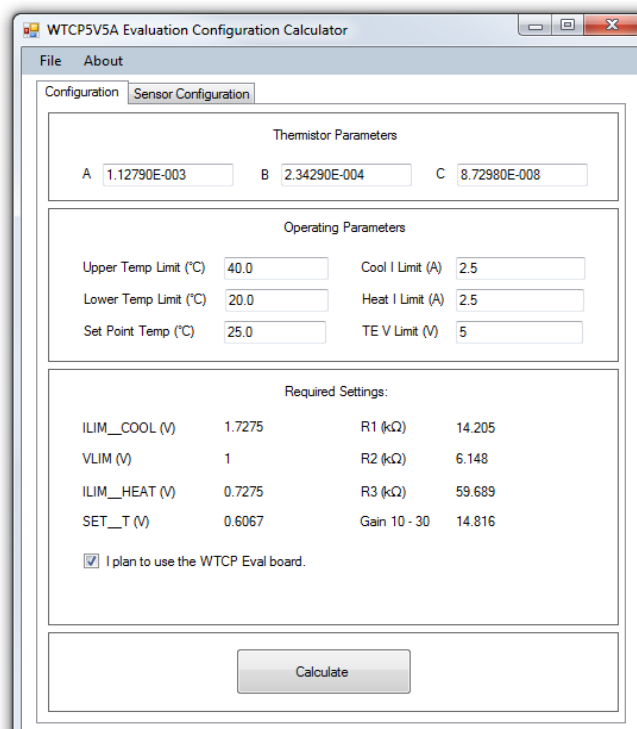 WTCP5V5A Evaluation Configuration Calculator
File About
Configuration Sensor Configuration
Thermistor Parameters
A 1.12790E-003 B 2.34290E-004 C 8.72980E-008
Operating Parameters
Upper Temp Limit (°C) 40.0 Cool I Limit (A) 2.5
Lower Temp Limit (°C) 20.0 Heat I Limit (A) 2.5
Set Point Temp (°C) 25.0 TE V Limit (V) 5
Required Settings:
ILIM__COOL (V) 1.7275 R1 (kΩ) 14.205
VLIM (V) 1 R2 (kΩ) 6.148
ILIM__HEAT (V) 0.7275 R3 (kΩ) 59.689
SET__T (V) 0.6067 Gain 10 - 30 14.816
I plan to use the WTCP Eval board.
Calculate